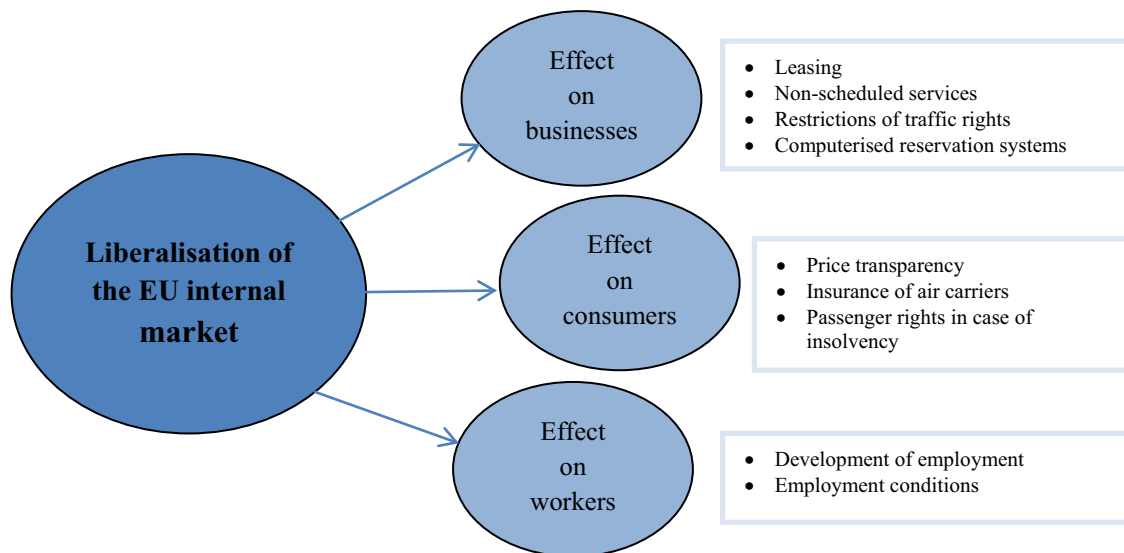 Liberalisation of
the EU internal
market
Effect
on
businesses
• Leasing
• Non-scheduled services
• Restrictions of traffic rights
• Computerised reservation systems
Effect
on
consumers
• Price transparency
• Insurance of air carriers
• Passenger rights in case of
insolvency
Effect
on
workers
• Development of employment
• Employment conditions